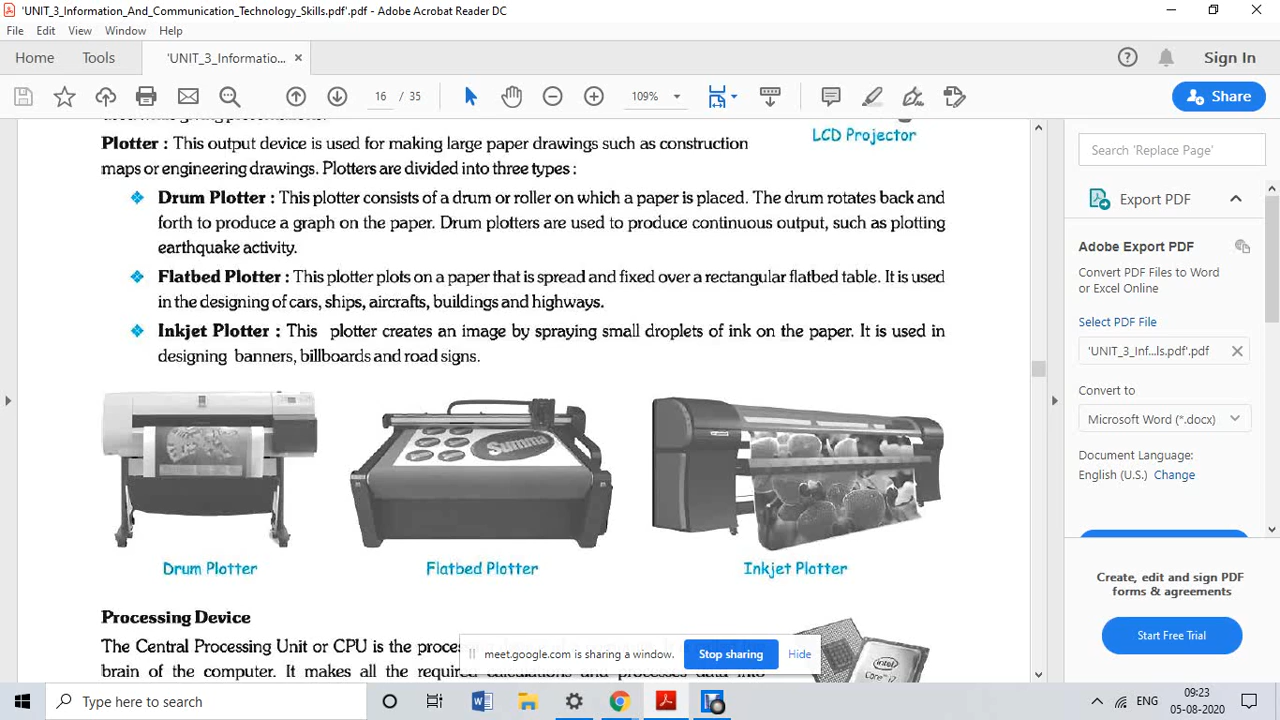 'UNIT_3_Information_And_Communication_Technology_Skills.pdf'.pdf - Adobe Acrobat Reader DC
File Edit View Window Help
Home Tools 'UNIT_3_Informatio... ×
Sign In
16 / 35 109% Share
LCD Projector
Plotter : This output device is used for making large paper drawings such as construction
maps or engineering drawings. Plotters are divided into three types :
Drum Plotter : This plotter consists of a drum or roller on which a paper is placed. The drum rotates back and
forth to produce a graph on the paper. Drum plotters are used to produce continuous output, such as plotting
earthquake activity.
Flatbed Plotter : This plotter plots on a paper that is spread and fixed over a rectangular flatbed table. It is used
in the designing of cars, ships, aircrafts, buildings and highways.
Inkjet Plotter : This plotter creates an image by spraying small droplets of ink on the paper. It is used in
designing banners, billboards and road signs.
Summa
Drum Plotter Flatbed Plotter Inkjet Plotter
Processing Device
The Central Processing Unit or CPU is the
brain of the computer. It makes all the
intel
Core i7
meet.google.com is sharing a window. Stop sharing Hide
Search 'Replace Page'
Export PDF
Adobe Export PDF
Convert PDF Files to Word
or Excel Online
Select PDF File
'UNIT_3_Inf...ls.pdf'.pdf
Convert to
Microsoft Word (*.docx)
Document Language:
English (U.S.) Change
Create, edit and sign PDF
forms & agreements
Start Free Trial
Type here to search
ENG
09:23
05-08-2020